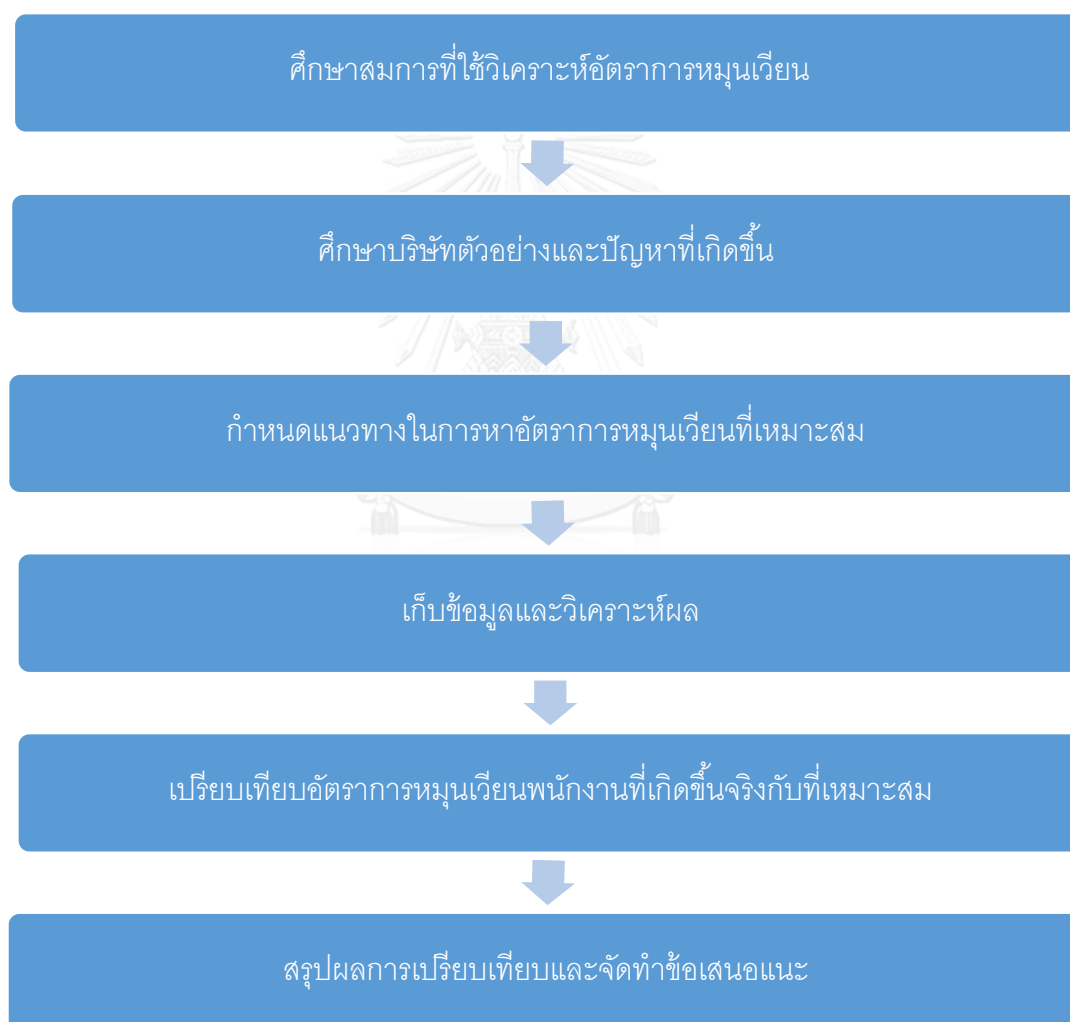 ศึกษาสมการที่ใช้วิเคราะห์อัตราการหมุนเวียน
ศึกษาบริษัทตัวอย่างและปัญหาที่เกิดขึ้น
กำหนดแนวทางในการหาอัตราการหมุนเวียนที่เหมาะสม
เก็บข้อมูลและวิเคราะห์ผล
เปรียบเทียบอัตราการหมุนเวียนพนักงานที่เกิดขึ้นจริงกับที่เหมาะสม
สรุปผลการเปรียบเทียบและจัดทำข้อเสนอแนะ